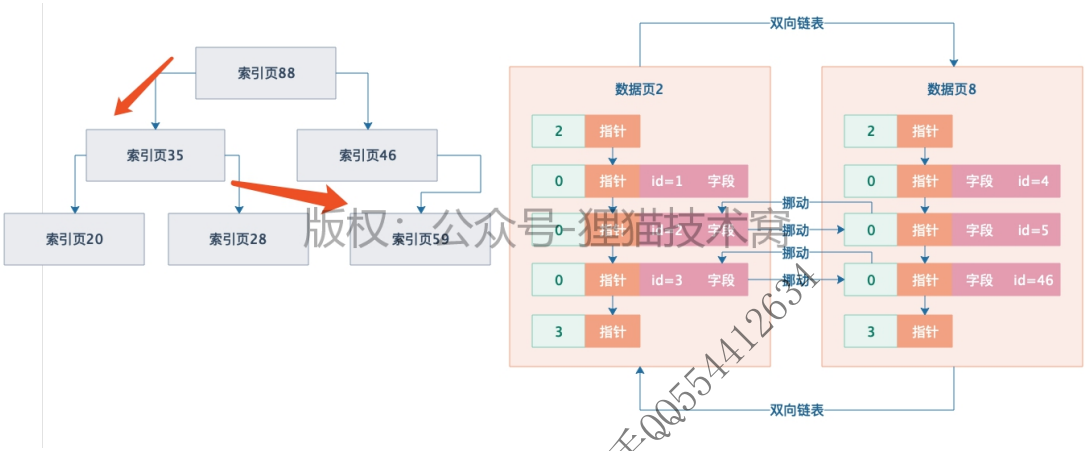 索引页88
索引页35
索引页46
索引页20
索引页28
索引页59
双向链表
数据页2
2 指针
0 指针 id=1 字段
0 指针 id=2 字段
0 指针 id=3 字段
3 指针
挪动
挪动
挪动
挪动
数据页8
2 指针
0 指针 字段 id=4
0 指针 字段 id=5
0 指针 字段 id=46
3 指针
双向链表
版权：公众号-狸猫技术窝
QQ554412634